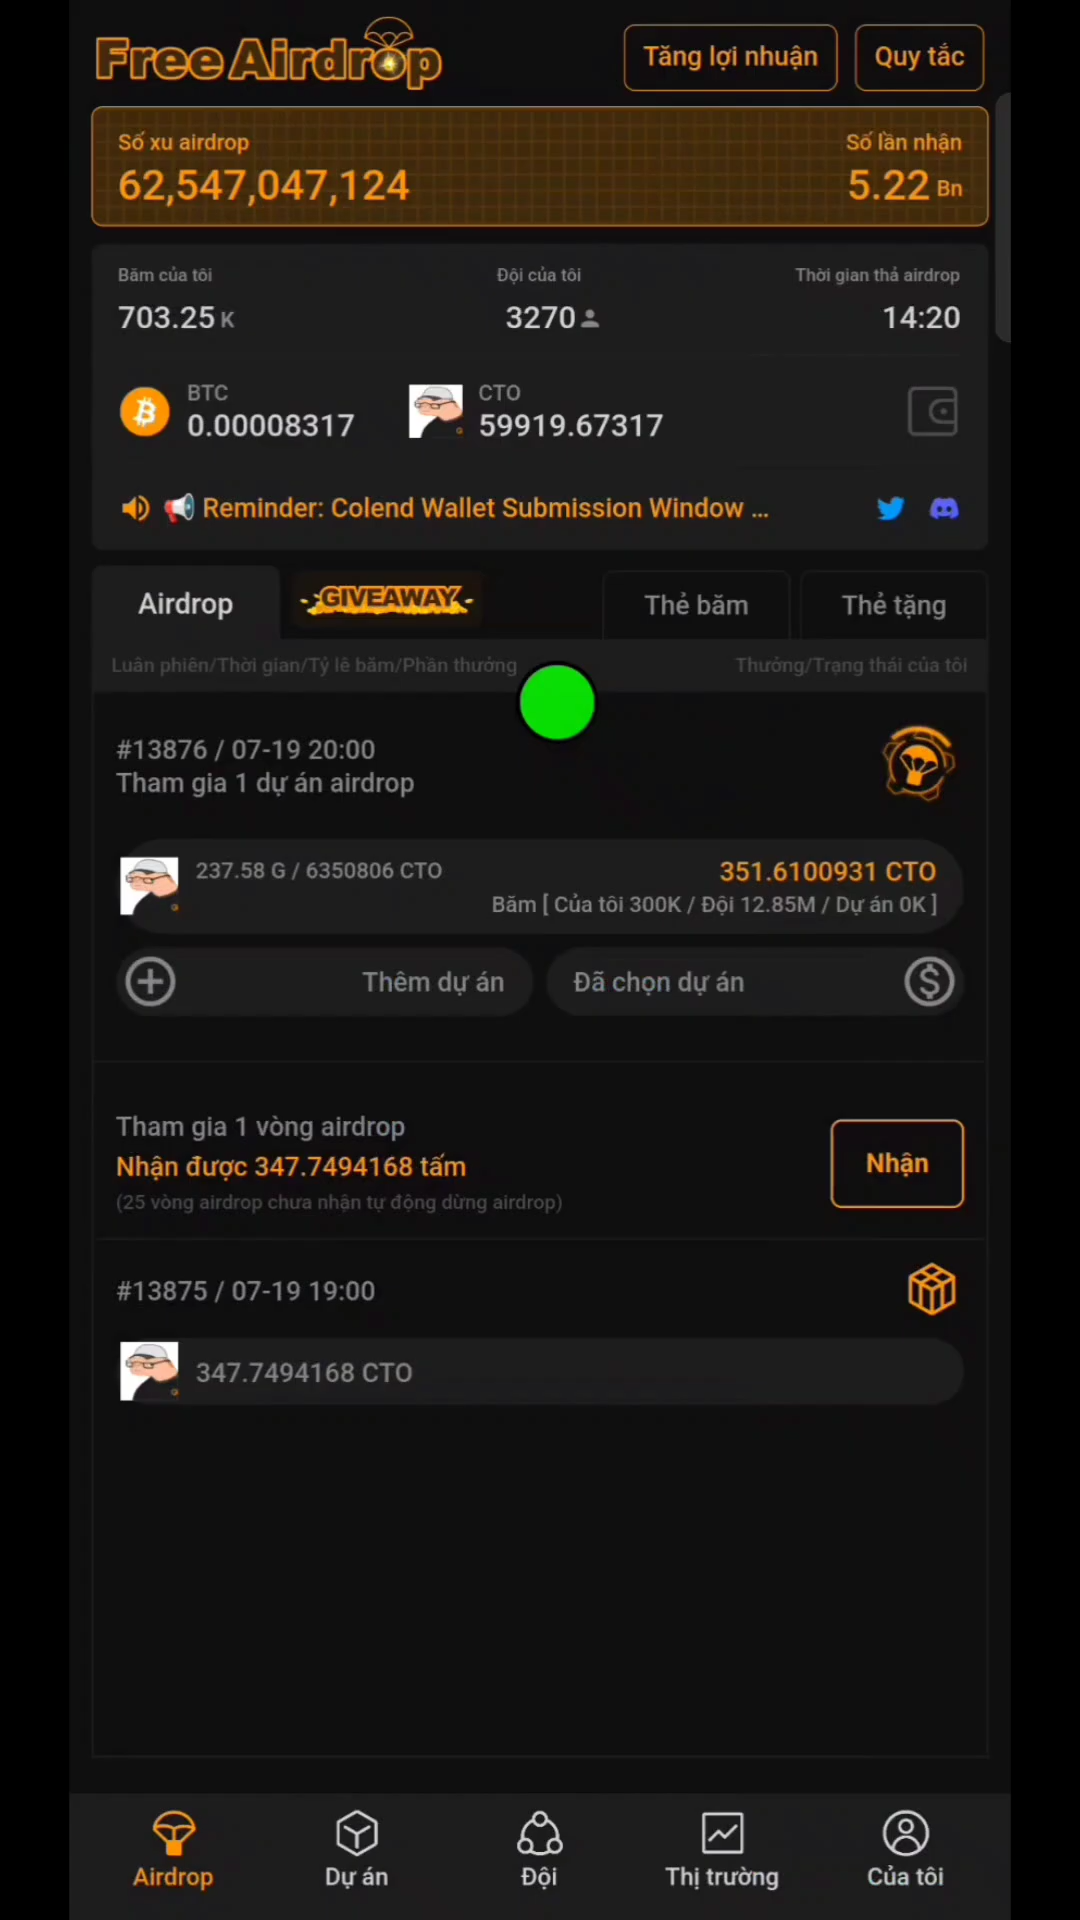 Free Airdrop
Tăng lợi nhuận
Quy tắc
Số xu airdrop
Số lần nhận
62,547,047,124
5.22 Bn
Băm của tôi
Đội của tôi
Thời gian thả airdrop
703.25 K
3270
14:20
BTC
0.00008317
CTO
59919.67317
Reminder: Colend Wallet Submission Window ...
Airdrop
GIVEAWAY
Thẻ băm
Thẻ tặng
Luân phiên/Thời gian/Tỷ lê băm/Phần thưởng
Thưởng/Trạng thái của tôi
#13876 / 07-19 20:00
Tham gia 1 dự án airdrop
237.58 G / 6350806 CTO
351.6100931 CTO
Băm [ Của tôi 300K / Đội 12.85M / Dự án 0K ]
Thêm dự án
Đã chọn dự án
Tham gia 1 vòng airdrop
Nhận được 347.7494168 tấm
(25 vòng airdrop chưa nhận tự động dừng airdrop)
Nhận
#13875 / 07-19 19:00
347.7494168 CTO
Airdrop
Dự án
Đội
Thị trường
Của tôi